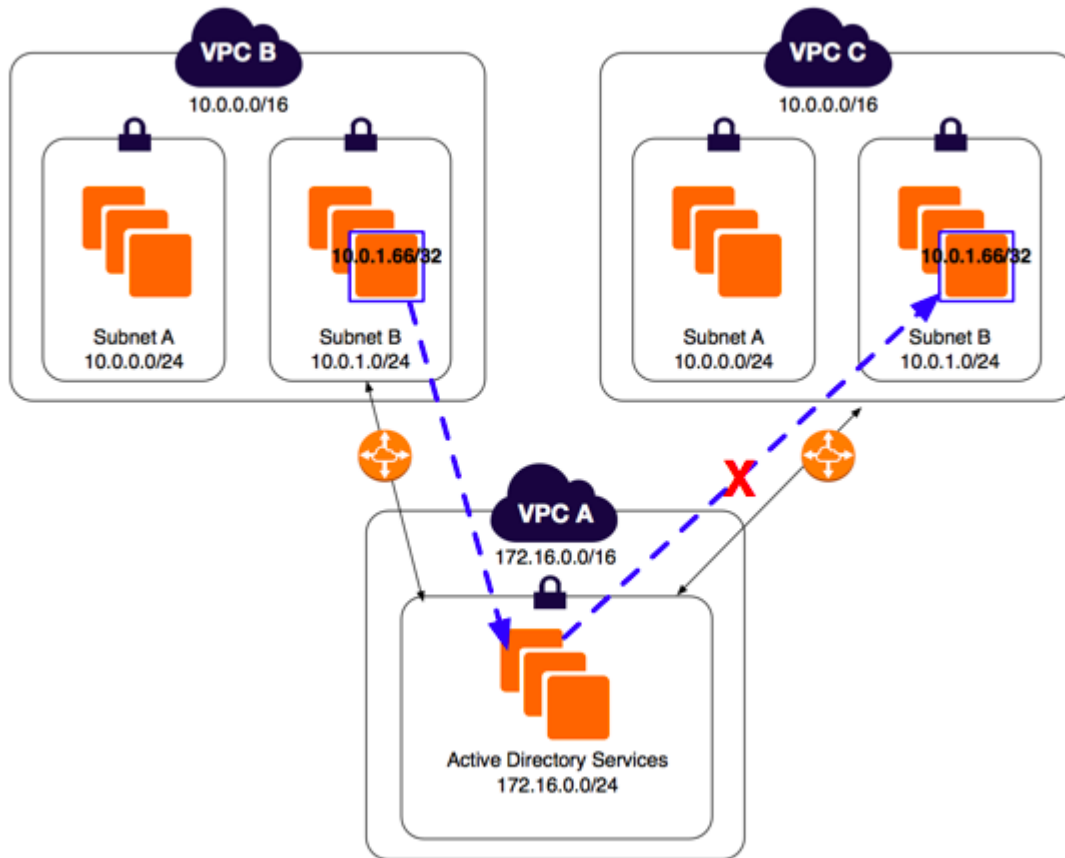 VPC B
10.0.0.0/16
10.0.1.66/32
Subnet A
10.0.0.0/24
Subnet B
10.0.1.0/24
VPC C
10.0.0.0/16
10.0.1.66/32
Subnet A
10.0.0.0/24
Subnet B
10.0.1.0/24
X
VPC A
172.16.0.0/16
Active Directory Services
172.16.0.0/24